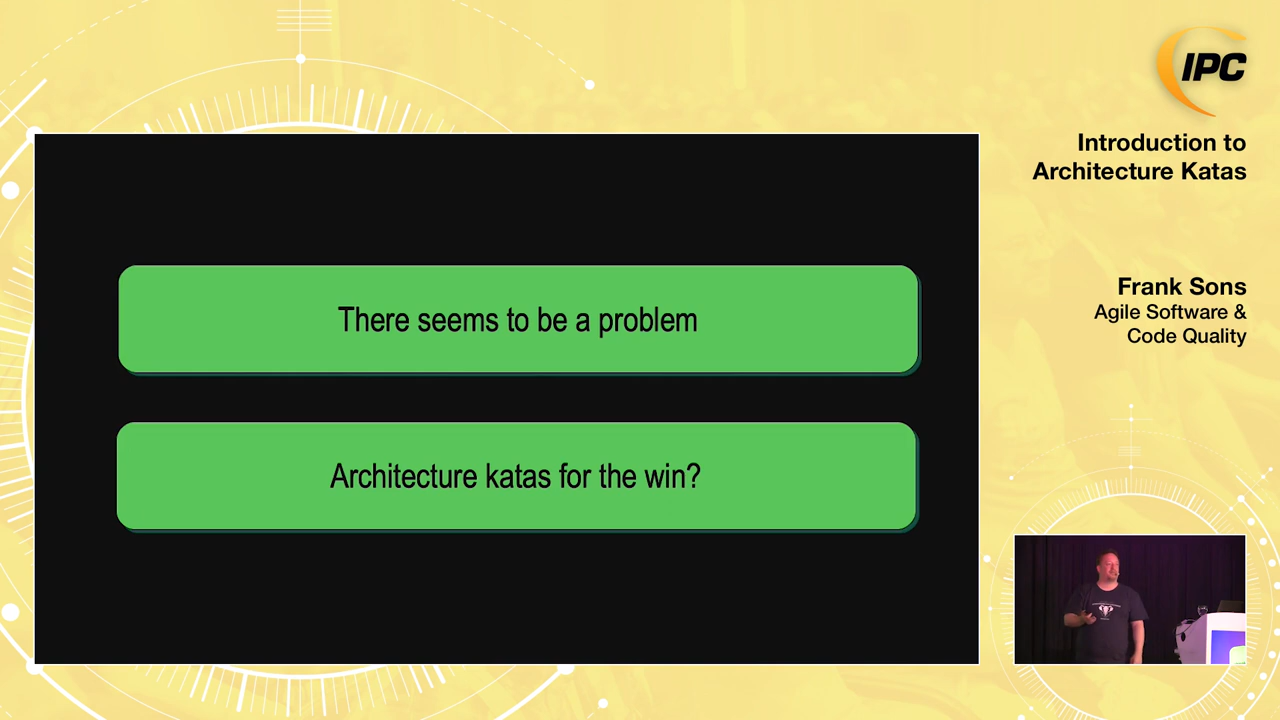 IPC
Introduction to
Architecture Katas
There seems to be a problem
Architecture katas for the win?
Frank Sons
Agile Software &
Code Quality